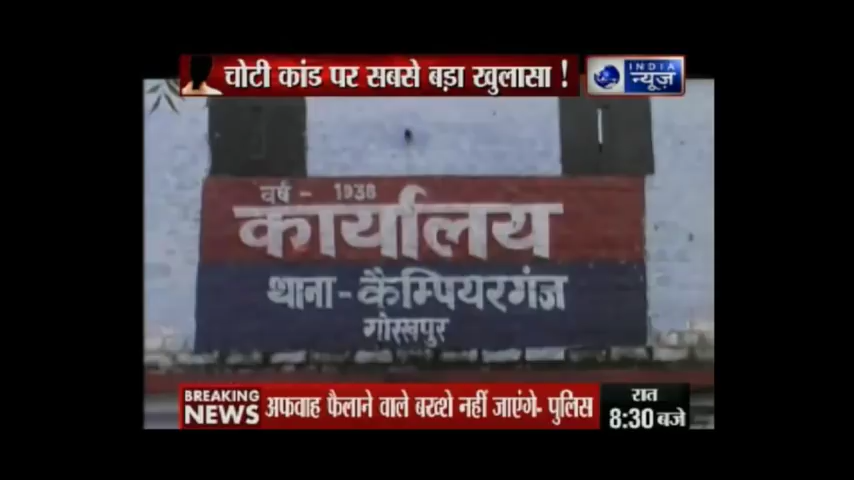 चोटी कांड पर सबसे बड़ा खुलासा !
INDIA
न्यूज़
वर्ष - 1938
कार्यालय
थाना - कैम्पियरगंज
गोरखपुर
BREAKING
NEWS
अफवाह फैलाने वाले बख्शे नहीं जाएंगे- पुलिस
रात
8:30 बजे